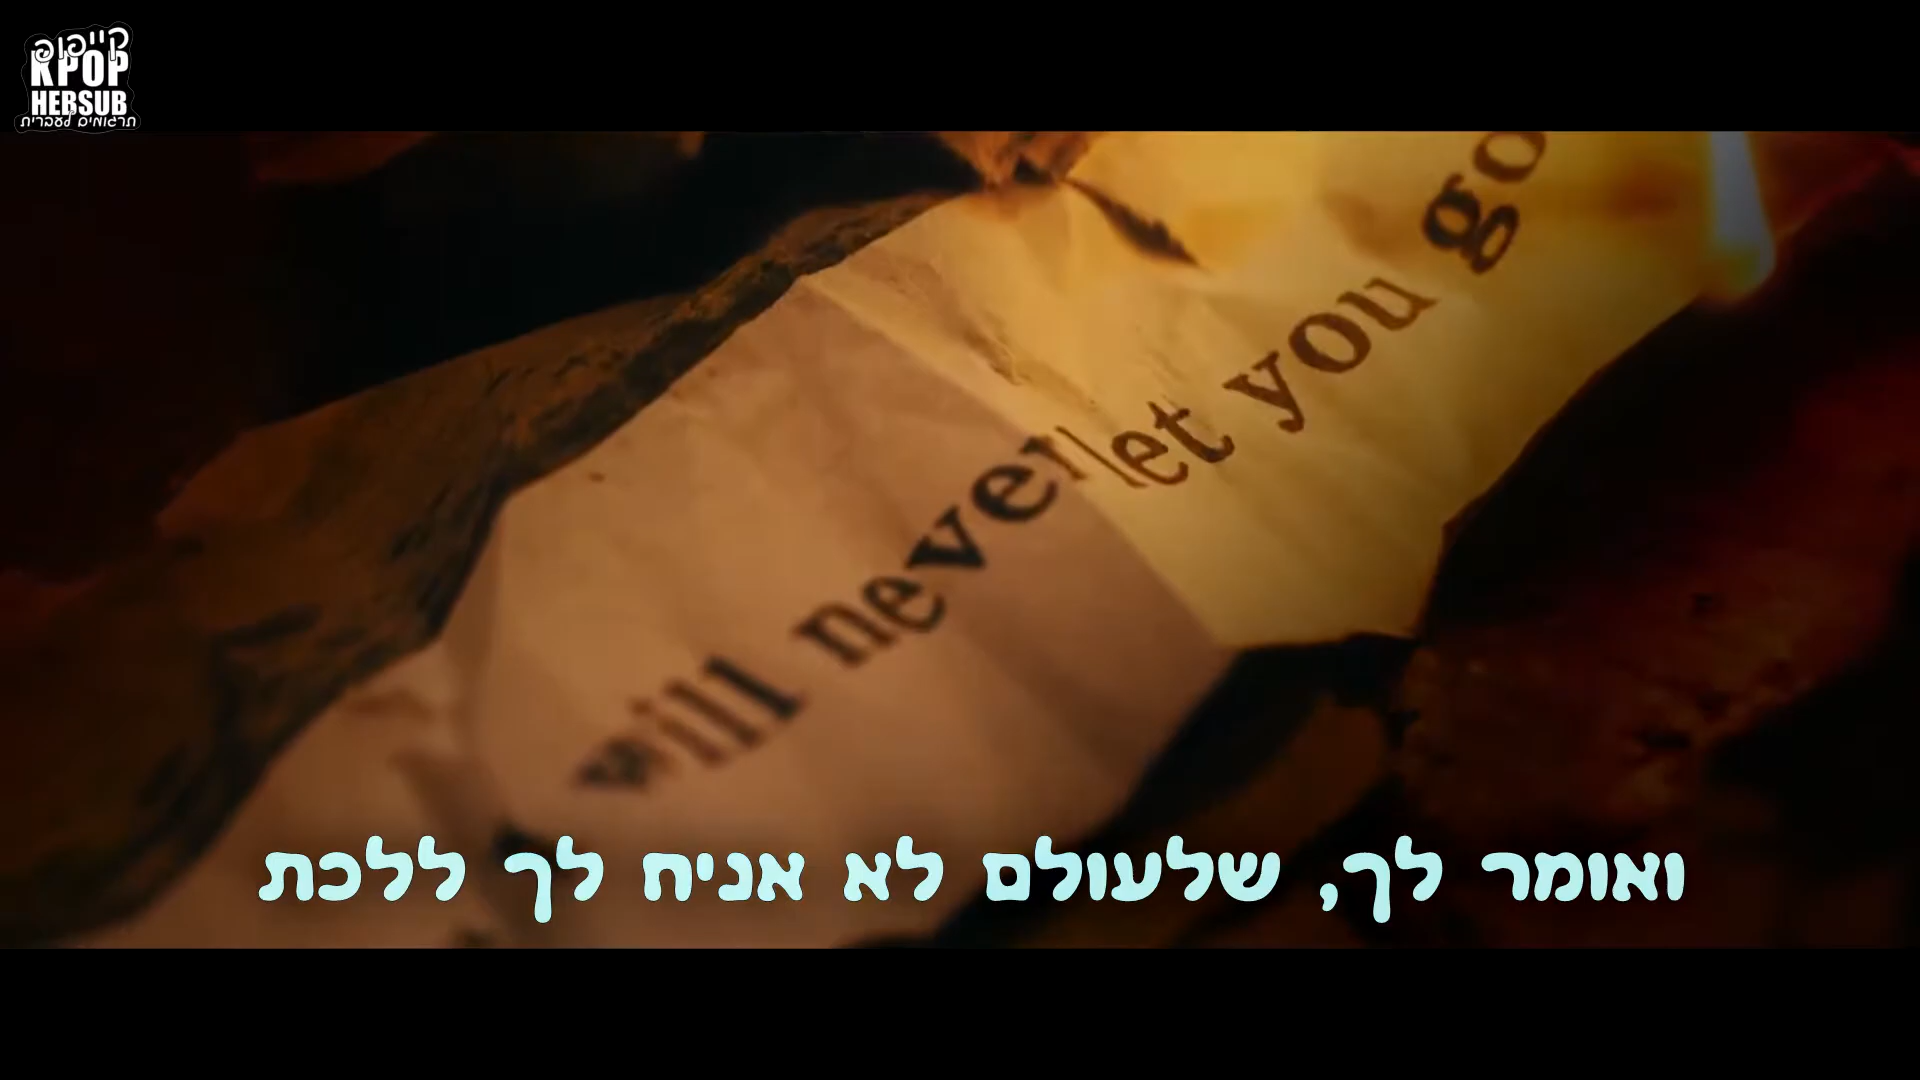 קייפופ
KPOP
HEBSUB
תרגומים לעברית
will never let you go
ואומר לך, שלעולם לא אניח לך ללכת